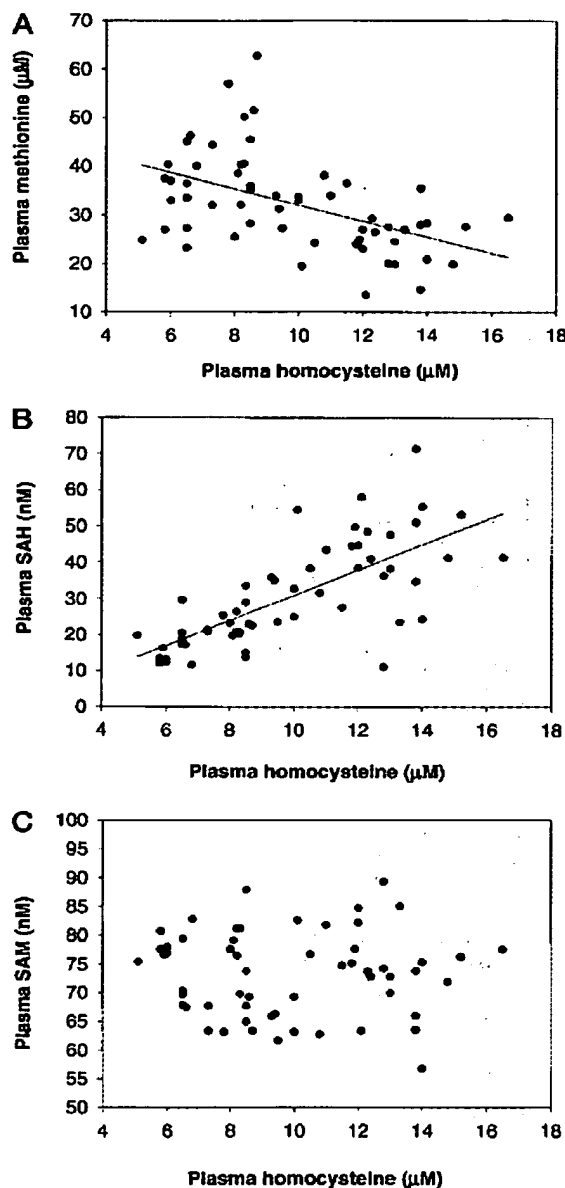 A
Plasma methionine (µM)
70
60
50
40
30
20
10
4 6 8 10 12 14 16 18
Plasma homocysteine (µM)
B
Plasma SAH (nM)
80
70
60
50
40
30
20
10
0
4 6 8 10 12 14 16 18
Plasma homocysteine (µM)
C
Plasma SAM (nM)
100
95
90
85
80
75
70
65
60
55
50
4 6 8 10 12 14 16 18
Plasma homocysteine (µM)